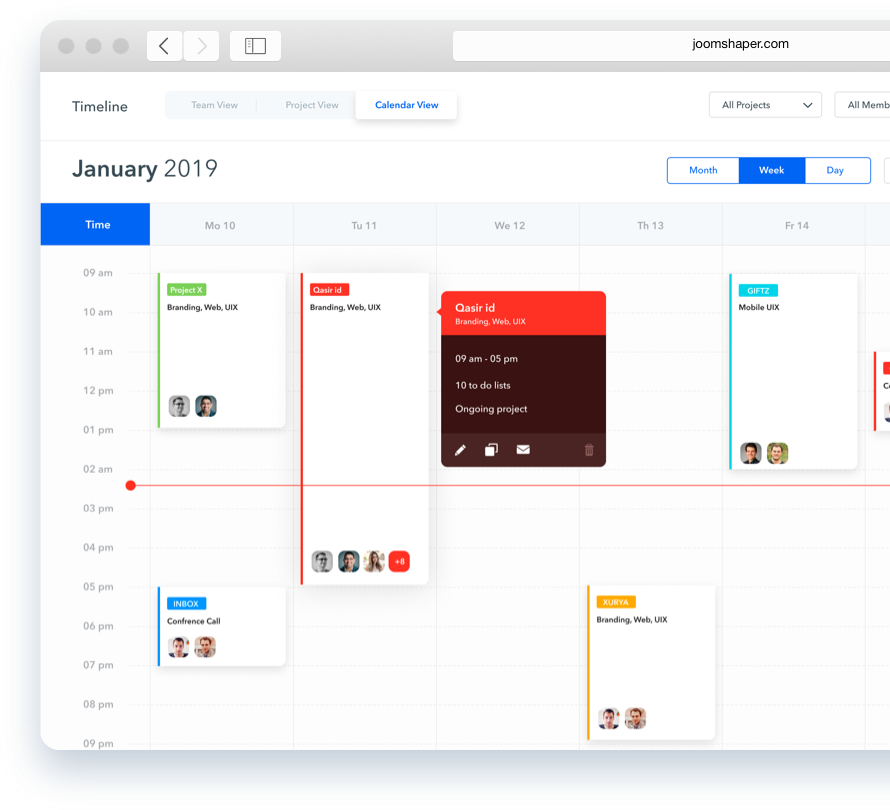 joomshaper.com
Timeline
Team View
Project View
Calendar View
All Projects
All Memb
January 2019
Month
Week
Day
Time
Mo 10
Tu 11
We 12
Th 13
Fr 14
09 am
10 am
11 am
12 pm
01 pm
02 am
03 pm
04 pm
05 pm
06 pm
07 pm
08 pm
09 pm
Project X
Branding, Web, UIX
INBOX
Confrence Call
Qasir id
Branding, Web, UIX
+8
Qasir id
Branding, Web, UIX
09 am - 05 pm
10 to do lists
Ongoing project
XURYA
Branding, Web, UIX
GIFTZ
Mobile UIX